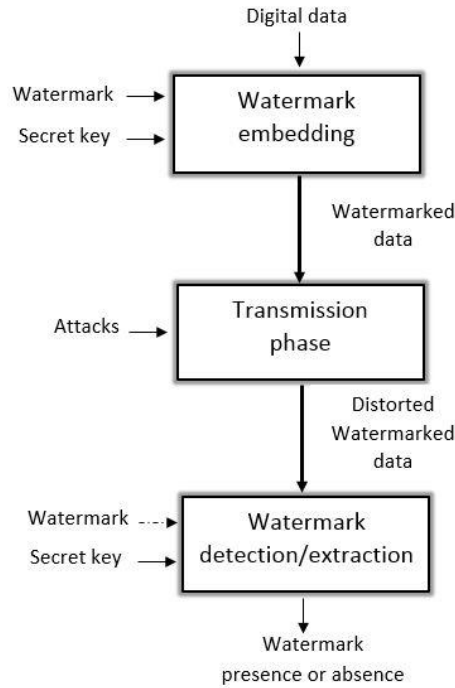 Digital data
Watermark
Secret key
Watermark
embedding
Watermarked
data
Attacks
Transmission
phase
Distorted
Watermarked
data
Watermark
Secret key
Watermark
detection/extraction
Watermark
presence or absence